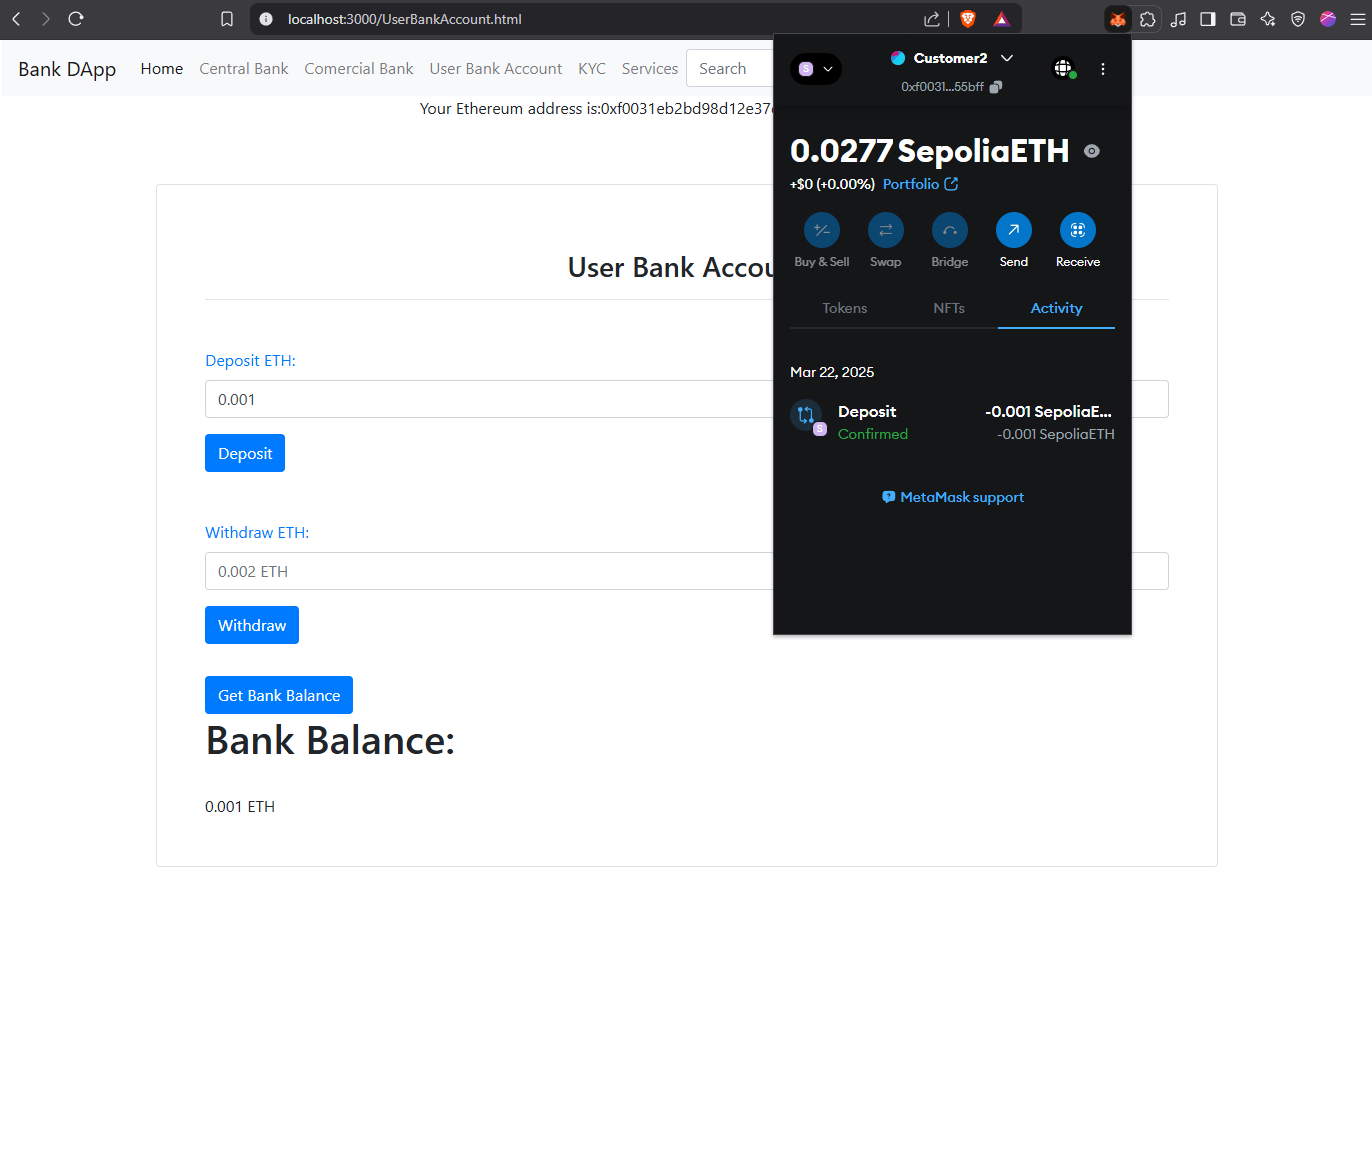 localhost:3000/UserBankAccount.html
Bank DApp Home Central Bank Comercial Bank User Bank Account KYC Services Search
Your Ethereum address is:0xf0031eb2bd98d12e37
User Bank Accou
Deposit ETH:
0.001
Deposit
Withdraw ETH:
0.002 ETH
Withdraw
Get Bank Balance
Bank Balance:
0.001 ETH
S
Customer2
0xf0031...55bff
0.0277 SepoliaETH
+$0 (+0.00%) Portfolio
Buy & Sell Swap Bridge Send Receive
Tokens NFTs Activity
Mar 22, 2025
Deposit -0.001 SepoliaE...
S
Confirmed -0.001 SepoliaETH
MetaMask support